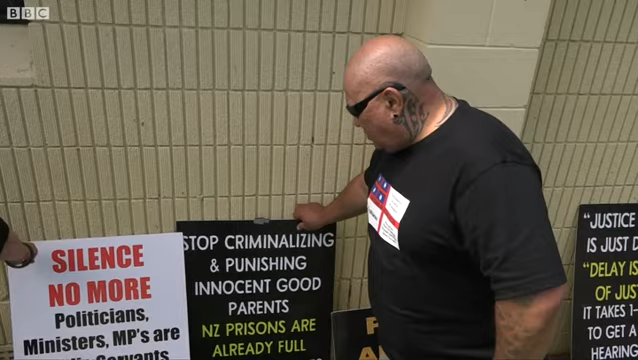 BBC
SILENCE
NO MORE
Politicians,
Ministers, MP's are
Servants
STOP CRIMINALIZING
& PUNISHING
INNOCENT GOOD
PARENTS
NZ PRISONS ARE
ALREADY FULL
"JUSTICE
IS JUST D
"DELAY IS
OF JUST
IT TAKES 1-
TO GET A
HEARING